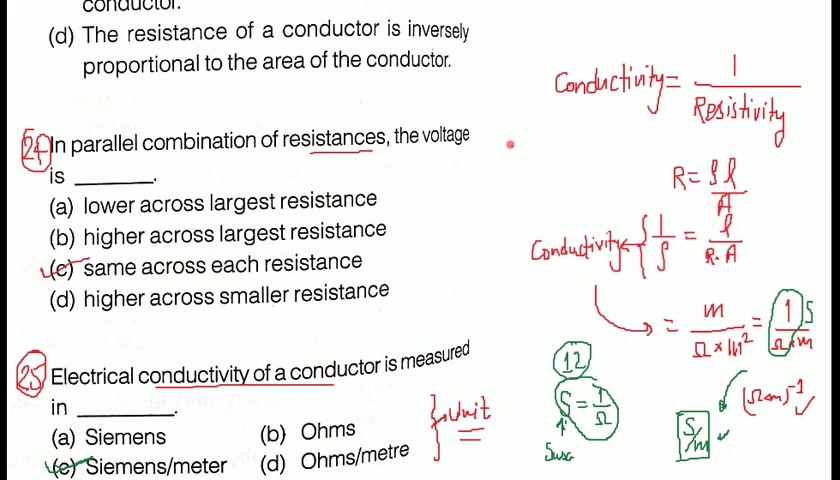 conductor.
(d) The resistance of a conductor is inversely
proportional to the area of the conductor.
24 In parallel combination of resistances, the voltage
is ________.
(a) lower across largest resistance
(b) higher across largest resistance
(c) same across each resistance
(d) higher across smaller resistance
25 Electrical conductivity of a conductor is measured
in ________.
(a) Siemens (b) Ohms
(c) Siemens/meter (d) Ohms/metre
Unit
Conductivity = 1 / Resistivity
R = ρl / A
Conductivity ← { 1/ρ = l / R·A
= m / Ω×m² = 1 / Ω×m S
(Ω×m)⁻¹
12
S = 1/Ω
S/m